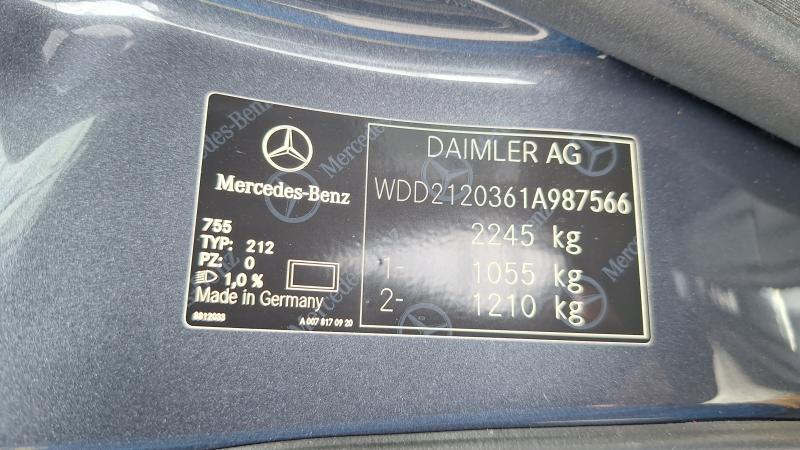 Mercedes-Benz
755
TYP: 212
PZ: 0
1,0 %
Made in Germany
8812033
A 007 817 09 20
DAIMLER AG
WDD2120361A987566
2245 kg
1- 1055 kg
2- 1210 kg